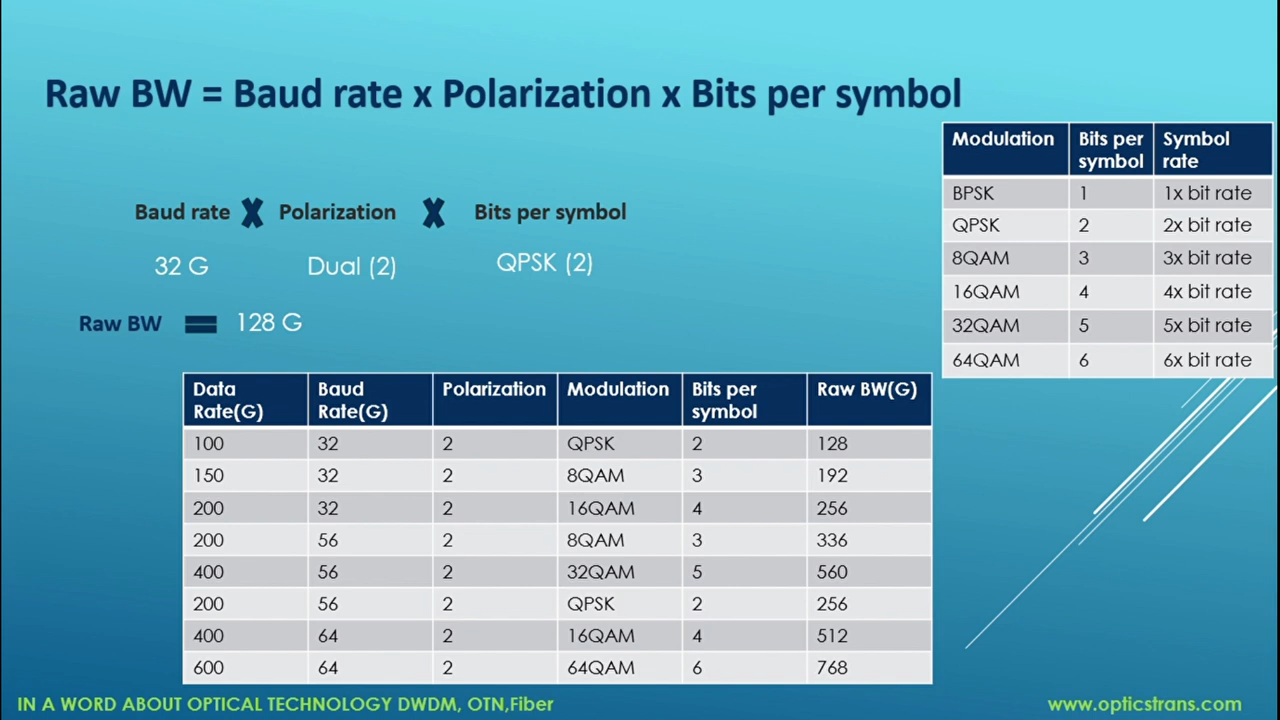 Raw BW = Baud rate x Polarization x Bits per symbol
Modulation Bits per symbol Symbol rate
BPSK 1 1x bit rate
QPSK 2 2x bit rate
8QAM 3 3x bit rate
16QAM 4 4x bit rate
32QAM 5 5x bit rate
64QAM 6 6x bit rate
Baud rate X Polarization X Bits per symbol
32 G Dual (2) QPSK (2)
Raw BW = 128 G
Data Rate(G) Baud Rate(G) Polarization Modulation Bits per symbol Raw BW(G)
100 32 2 QPSK 2 128
150 32 2 8QAM 3 192
200 32 2 16QAM 4 256
200 56 2 8QAM 3 336
400 56 2 32QAM 5 560
200 56 2 QPSK 2 256
400 64 2 16QAM 4 512
600 64 2 64QAM 6 768
IN A WORD ABOUT OPTICAL TECHNOLOGY DWDM, OTN,Fiber
www.opticstrans.com